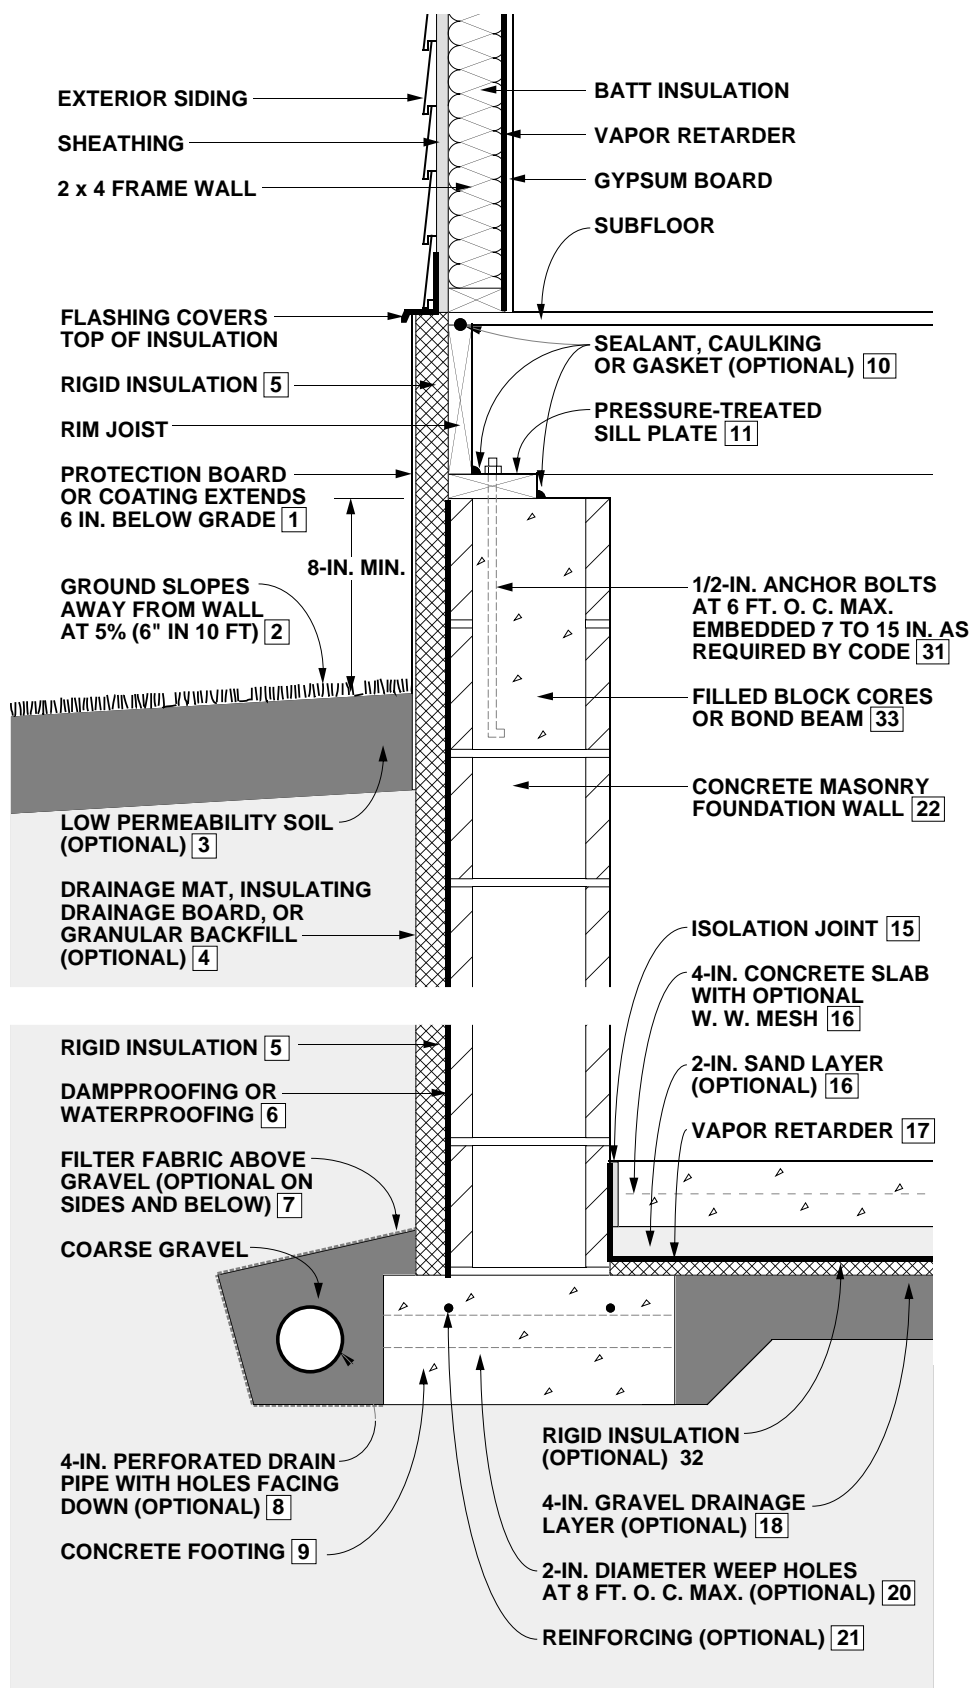 EXTERIOR SIDING
SHEATHING
2 x 4 FRAME WALL
BATT INSULATION
VAPOR RETARDER
GYPSUM BOARD
SUBFLOOR
FLASHING COVERS
TOP OF INSULATION
RIGID INSULATION 5
RIM JOIST
PROTECTION BOARD
OR COATING EXTENDS
6 IN. BELOW GRADE 1
8-IN. MIN.
GROUND SLOPES
AWAY FROM WALL
AT 5% (6" IN 10 FT) 2
SEALANT, CAULKING
OR GASKET (OPTIONAL) 10
PRESSURE-TREATED
SILL PLATE 11
1/2-IN. ANCHOR BOLTS
AT 6 FT. O. C. MAX.
EMBEDDED 7 TO 15 IN. AS
REQUIRED BY CODE 31
FILLED BLOCK CORES
OR BOND BEAM 33
CONCRETE MASONRY
FOUNDATION WALL 22
LOW PERMEABILITY SOIL
(OPTIONAL) 3
DRAINAGE MAT, INSULATING
DRAINAGE BOARD, OR
GRANULAR BACKFILL
(OPTIONAL) 4
ISOLATION JOINT 15
4-IN. CONCRETE SLAB
WITH OPTIONAL
W. W. MESH 16
2-IN. SAND LAYER
(OPTIONAL) 16
VAPOR RETARDER 17
RIGID INSULATION 5
DAMPPROOFING OR
WATERPROOFING 6
FILTER FABRIC ABOVE
GRAVEL (OPTIONAL ON
SIDES AND BELOW) 7
COARSE GRAVEL
4-IN. PERFORATED DRAIN
PIPE WITH HOLES FACING
DOWN (OPTIONAL) 8
CONCRETE FOOTING 9
RIGID INSULATION
(OPTIONAL) 32
4-IN. GRAVEL DRAINAGE
LAYER (OPTIONAL) 18
2-IN. DIAMETER WEEP HOLES
AT 8 FT. O. C. MAX. (OPTIONAL) 20
REINFORCING (OPTIONAL) 21